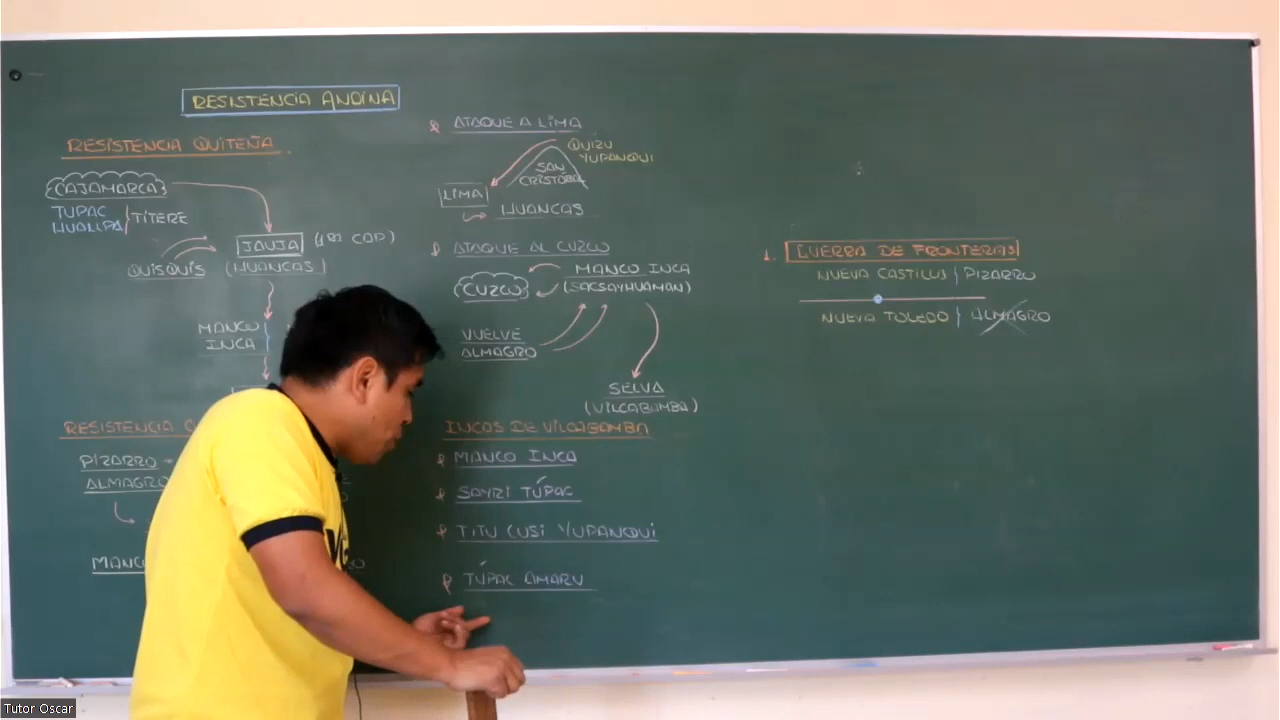 RESISTENCIA ANDINA
RESISTENCIA QUITEÑA
CAJAMARCA
TUPAC
HUALLPA
TÍTERE
JAUJA
(1RA CAP)
QUISQUIS
(HUANCAS)
MANCO
INCA
RESISTENCIA
PIZARRO
ALMAGRO
ATAQUE A LIMA
QUIZU
YUPANQUI
SAN
CRISTÓBAL
LIMA
HUANCAS
ATAQUE AL CUZCO
CUZCO
MANCO INCA
(SACSAYHUAMAN)
VUELVE
ALMAGRO
SELVA
(VILCABAMBA)
INCAS DE VILCABAMBA
MANCO INCA
SAYRI TÚPAC
TITU CUSI YUPANQUI
TÚPAC AMARU
1. GUERRA DE FRONTERAS
NUEVA CASTILLA | PIZARRO
NUEVA TOLEDO | ALMAGRO
Tutor Oscar